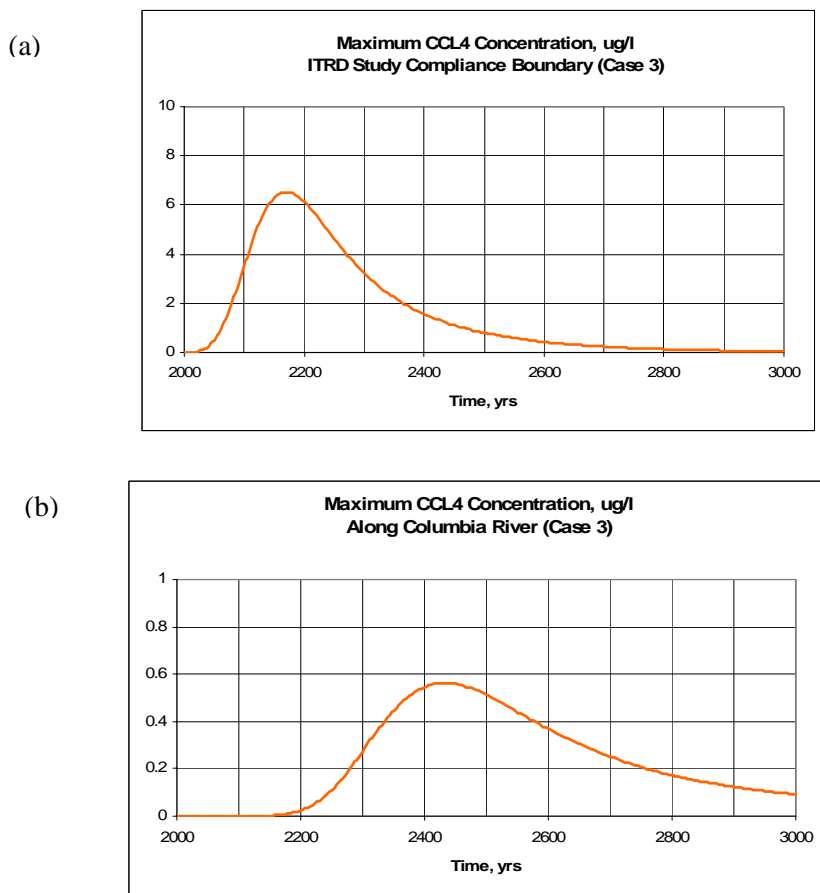 (a)
Maximum CCL4 Concentration, ug/l
ITRD Study Compliance Boundary (Case 3)
10
8
6
4
2
0
2000 2200 2400 2600 2800 3000
Time, yrs
(b)
Maximum CCL4 Concentration, ug/l
Along Columbia River (Case 3)
1
0.8
0.6
0.4
0.2
0
2000 2200 2400 2600 2800 3000
Time, yrs